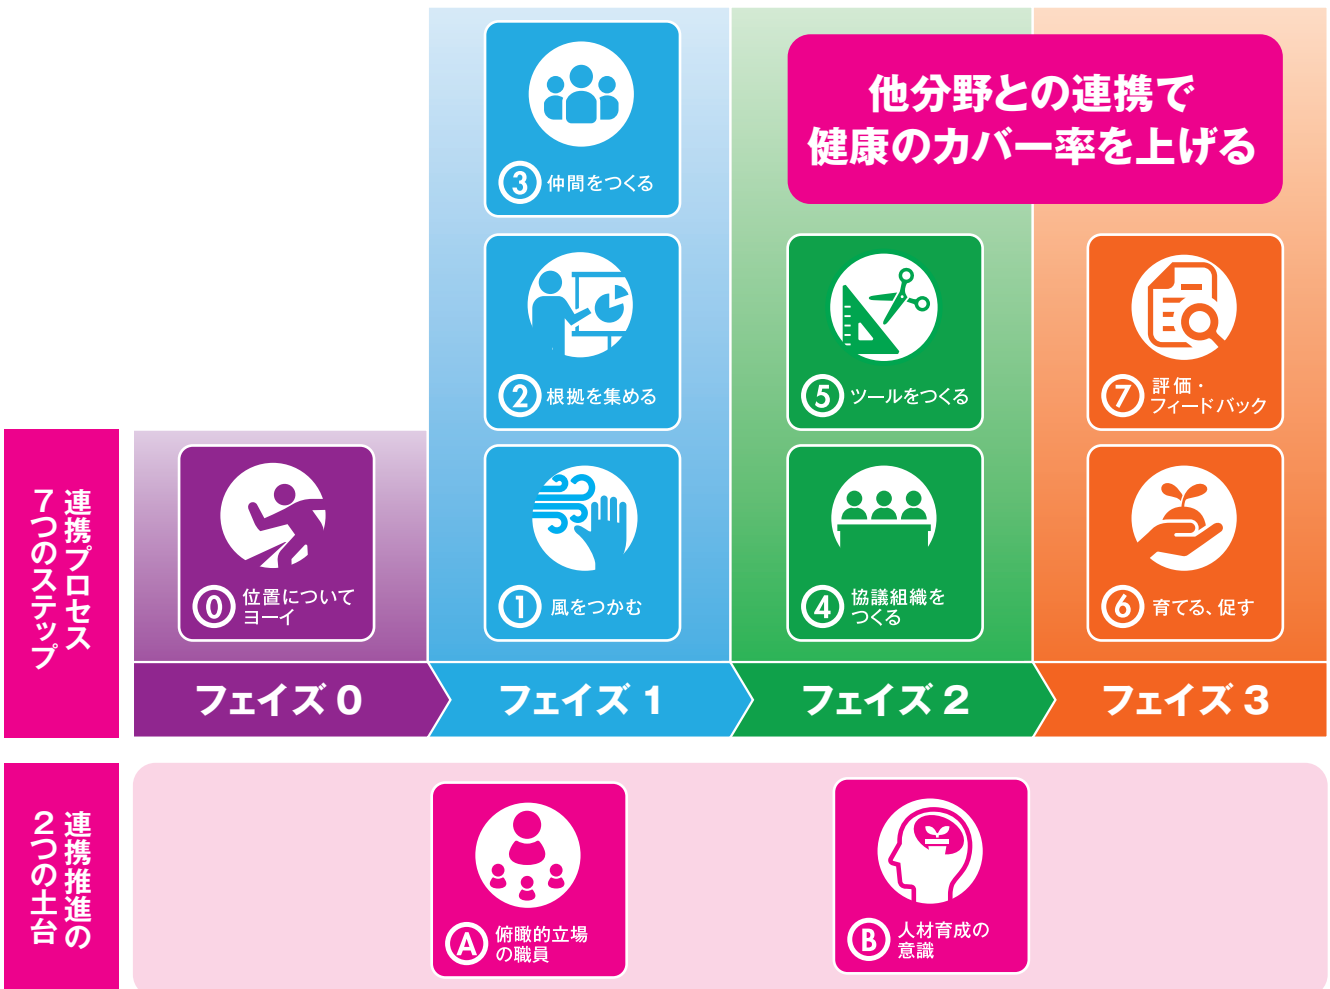 他分野との連携で
健康のカバー率を上げる
3 仲間をつくる
2 根拠を集める
5 ツールをつくる
7 評価・
フィードバック
連携プロセス
7つのステップ
0 位置について
ヨーイ
1 風をつかむ
4 協議組織を
つくる
6 育てる、促す
フェイズ 0
フェイズ 1
フェイズ 2
フェイズ 3
連携推進の
2つの土台
A 俯瞰的立場
の職員
B 人材育成の
意識